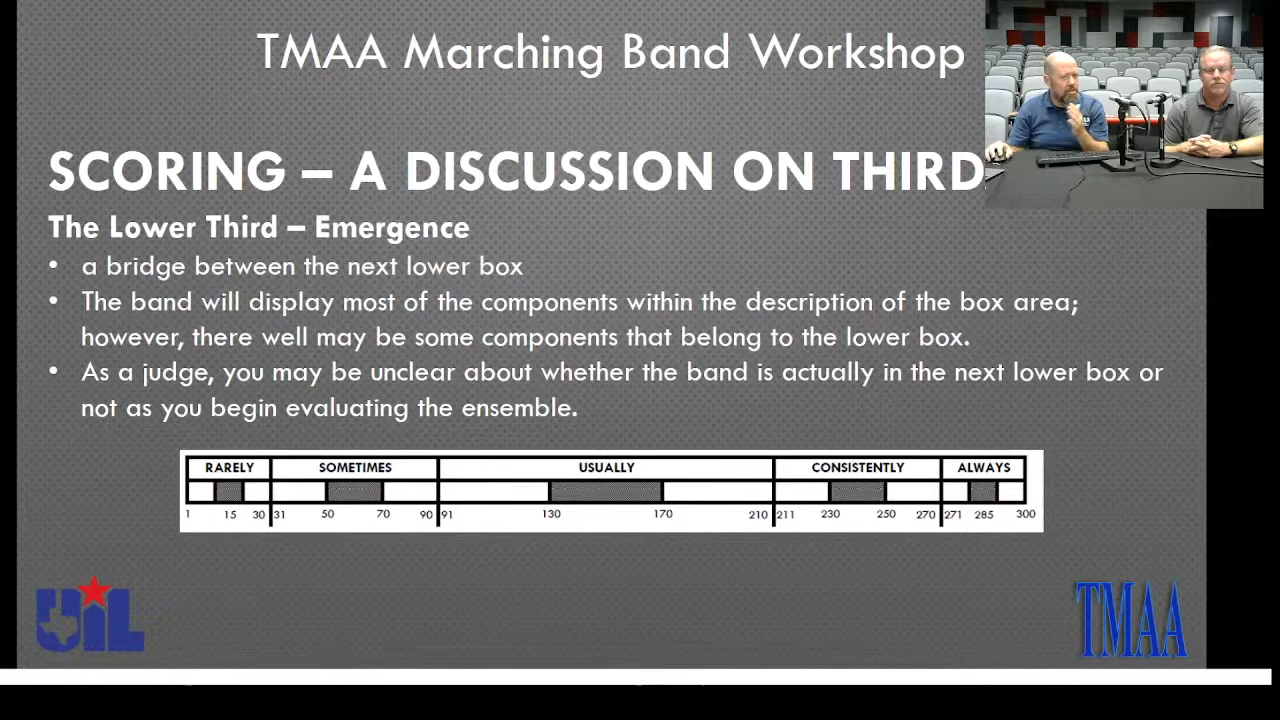 TMAA Marching Band Workshop
SCORING – A DISCUSSION ON THIRD
The Lower Third – Emergence
• a bridge between the next lower box
• The band will display most of the components within the description of the box area;
however, there well may be some components that belong to the lower box.
• As a judge, you may be unclear about whether the band is actually in the next lower box or
not as you begin evaluating the ensemble.
RARELY SOMETIMES USUALLY CONSISTENTLY ALWAYS
1 15 30 31 50 70 90 91 130 170 210 211 230 250 270 271 285 300
UIL
TMAA